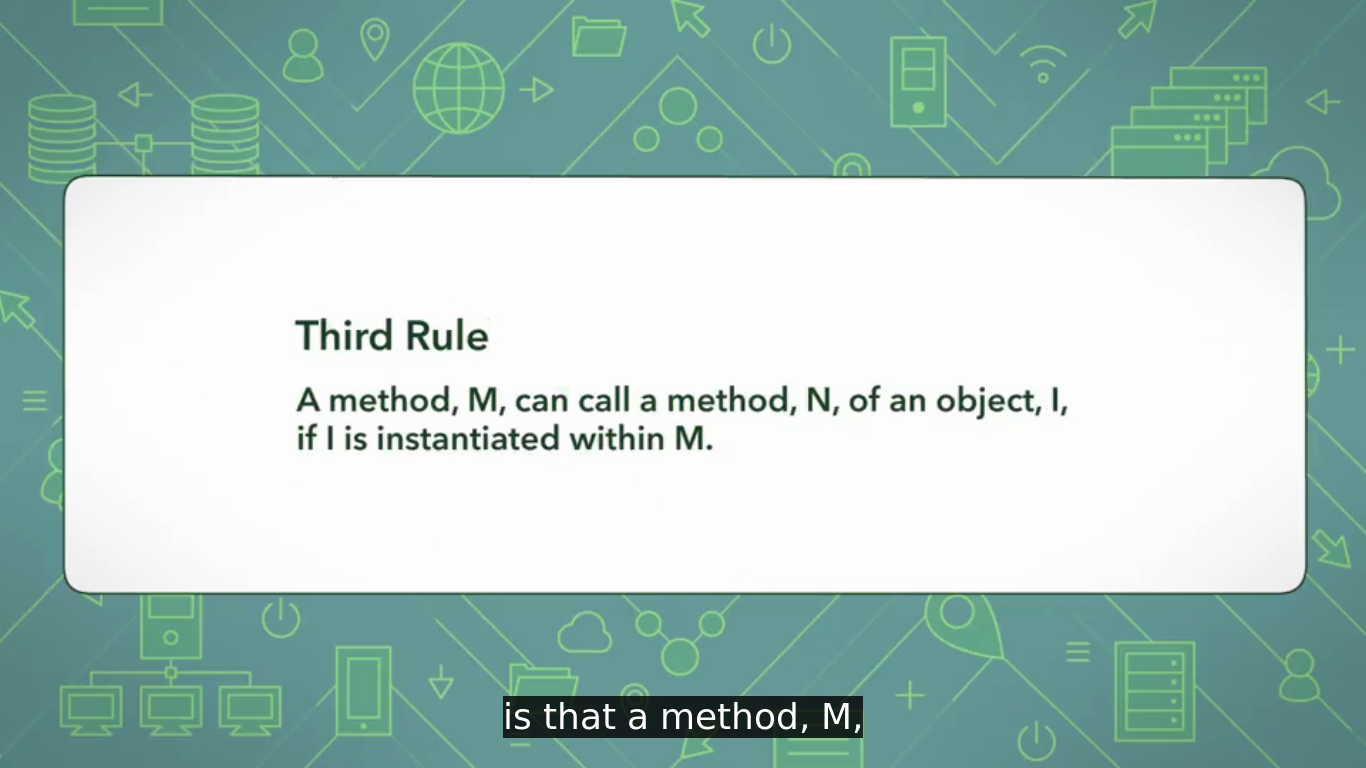 Third Rule
A method, M, can call a method, N, of an object, I,
if I is instantiated within M.
is that a method, M,